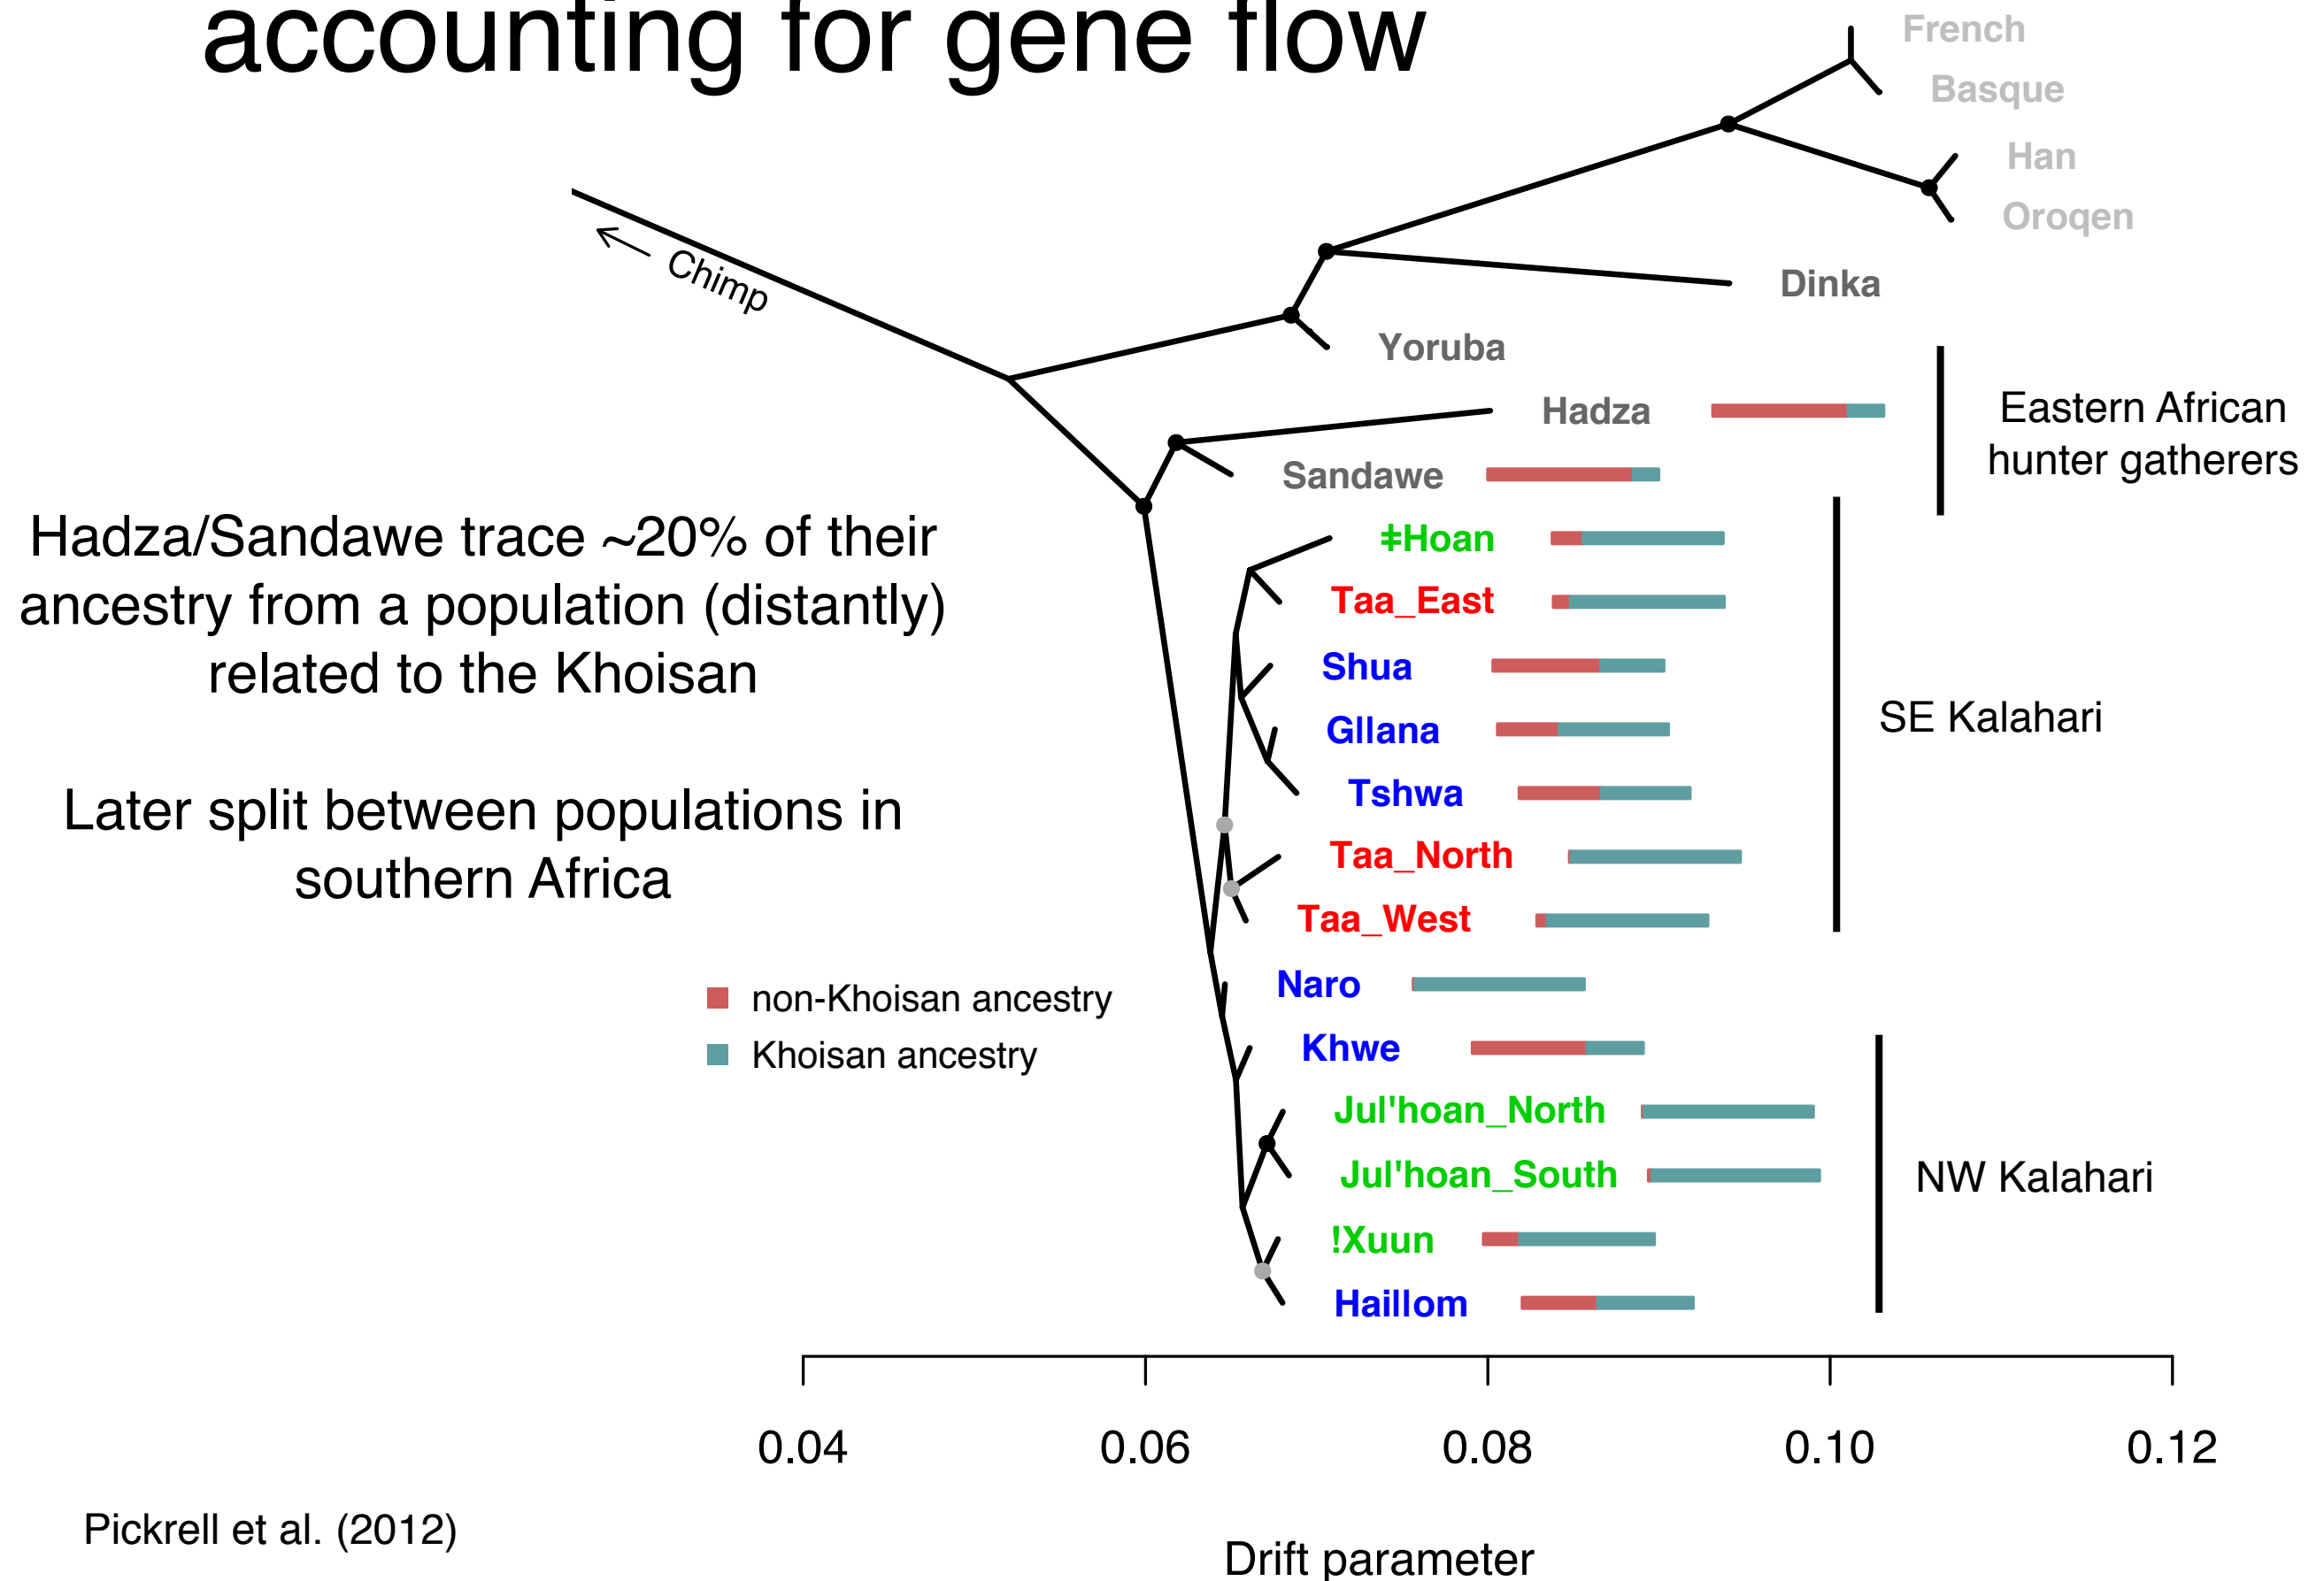 accounting for gene flow
French
Basque
Han
Oroqen
Chimp
Dinka
Yoruba
Hadza
Eastern African
hunter gatherers
Sandawe
Hadza/Sandawe trace ~20% of their
ancestry from a population (distantly)
related to the Khoisan
Later split between populations in
southern Africa
ǂHoan
Taa_East
Shua
Gllana
Tshwa
Taa_North
Taa_West
SE Kalahari
Naro
Khwe
Jul'hoan_North
Jul'hoan_South
!Xuun
Haillom
NW Kalahari
non-Khoisan ancestry
Khoisan ancestry
0.04 0.06 0.08 0.10 0.12
Drift parameter
Pickrell et al. (2012)